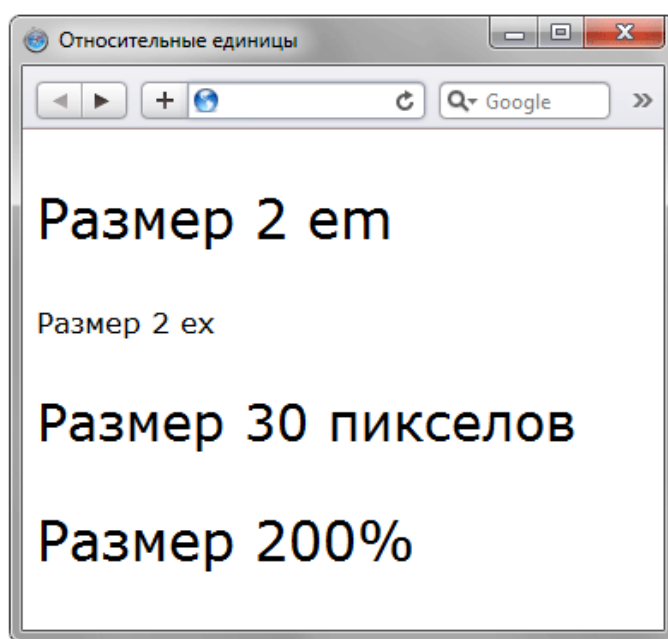 Относительные единицы
Google
Размер 2 em
Размер 2 ex
Размер 30 пикселов
Размер 200%